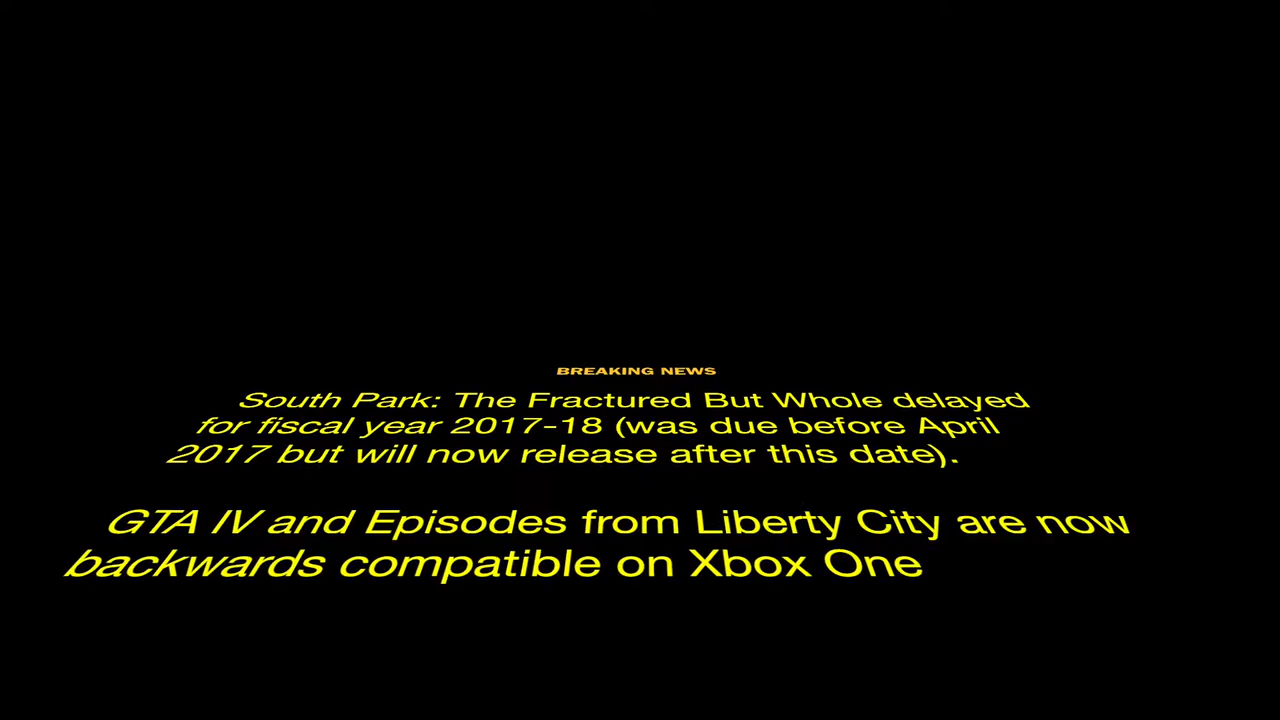 BREAKING NEWS
South Park: The Fractured But Whole delayed
for fiscal year 2017-18 (was due before April
2017 but will now release after this date).
GTA IV and Episodes from Liberty City are now
backwards compatible on Xbox One